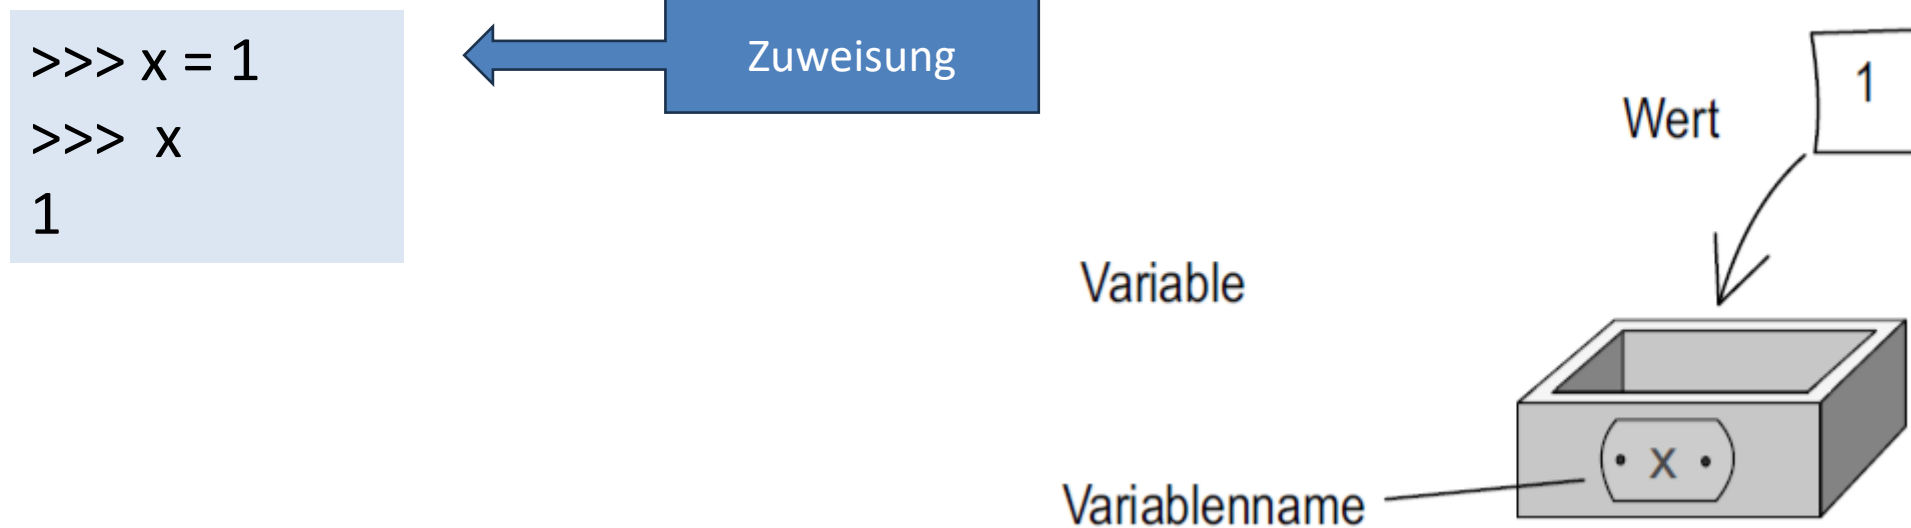 >>> x = 1
>>> x
1
Zuweisung
1
Wert
Variable
x
Variablenname